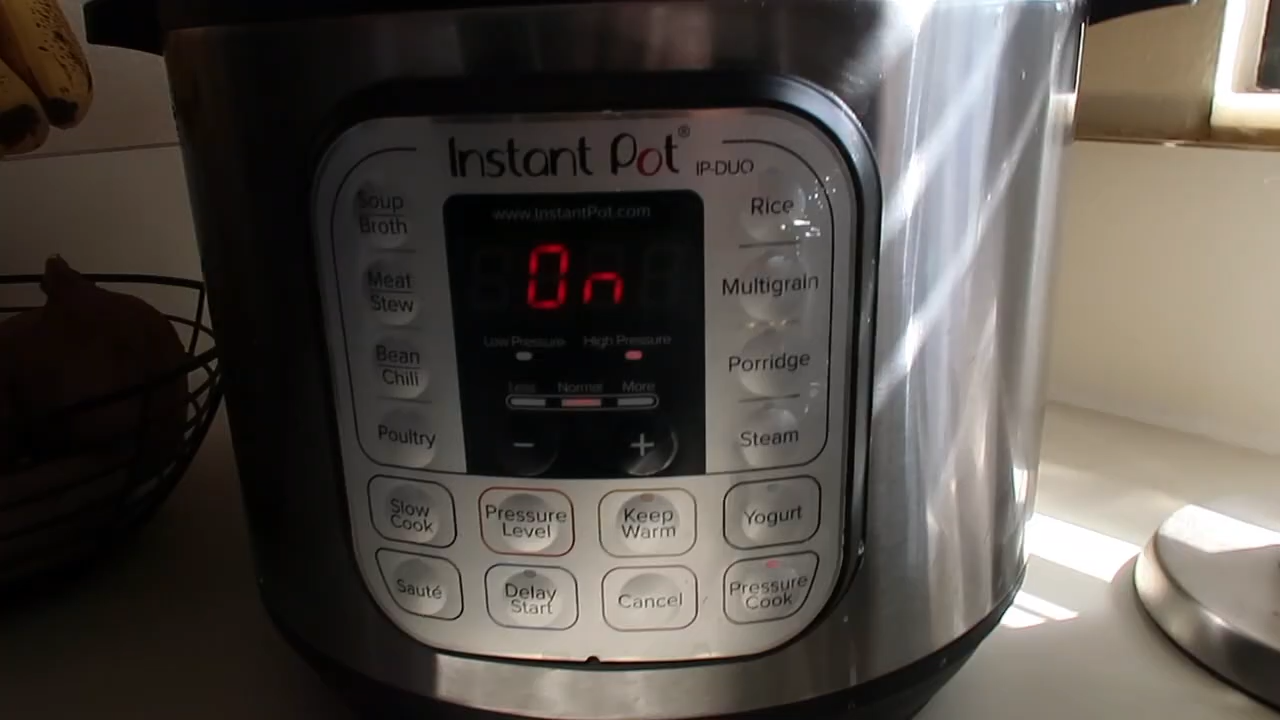 Instant Pot®
IP-DUO
www.InstantPot.com
On
Low Pressure
High Pressure
Less
Normal
More
−
+
Soup
Broth
Meat
Stew
Bean
Chili
Poultry
Rice
Multigrain
Porridge
Steam
Slow
Cook
Pressure
Level
Keep
Warm
Yogurt
Sauté
Delay
Start
Cancel
Pressure
Cook